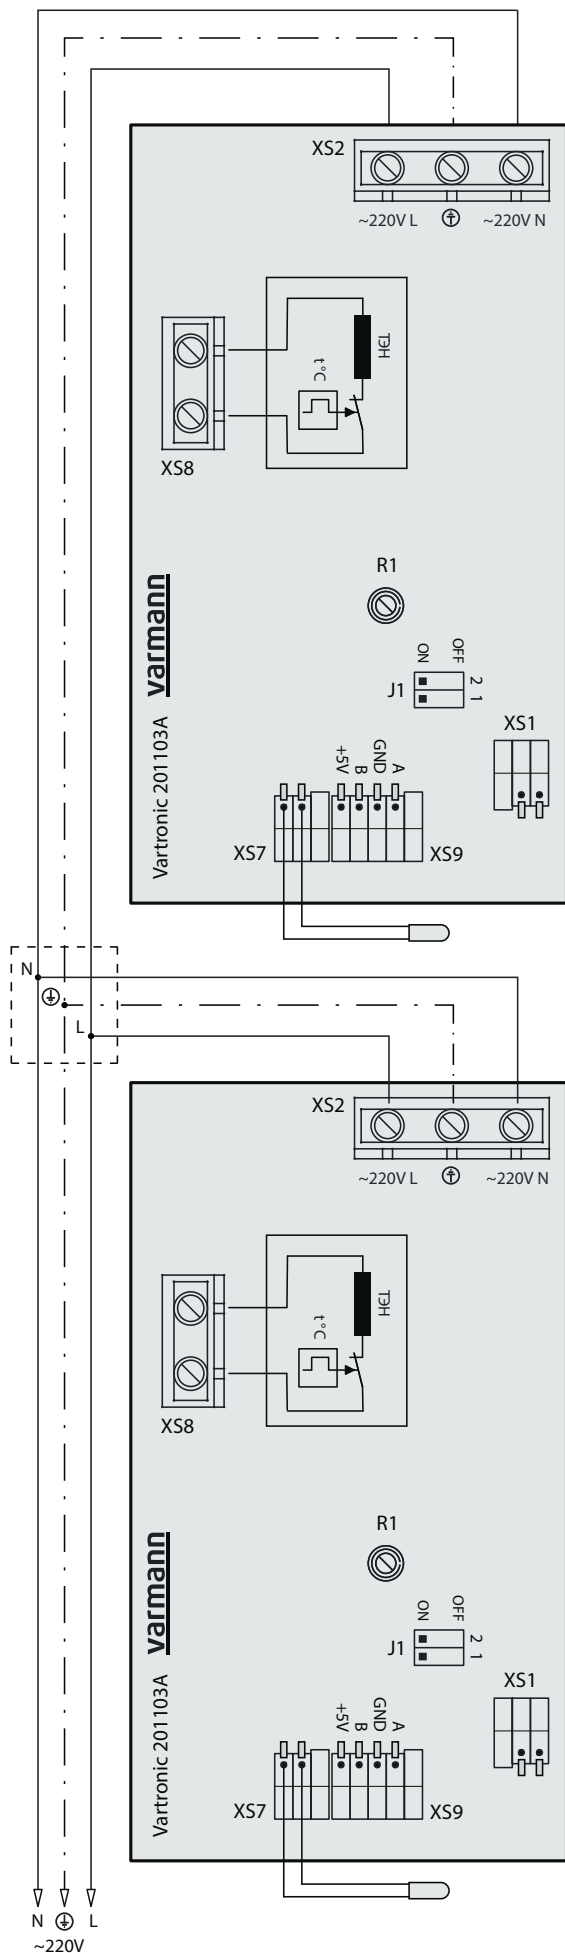 XS2
~220V L
~220V N
ТЭН
t°C
XS8
R1
ON
OFF
J1
2
1
XS1
varmann
Vartronic 201103A
+5V
B
GND
A
XS7
XS9
N
L
XS2
~220V L
~220V N
ТЭН
t°C
XS8
R1
ON
OFF
J1
2
1
XS1
varmann
Vartronic 201103A
+5V
B
GND
A
XS7
XS9
N
L
~220V